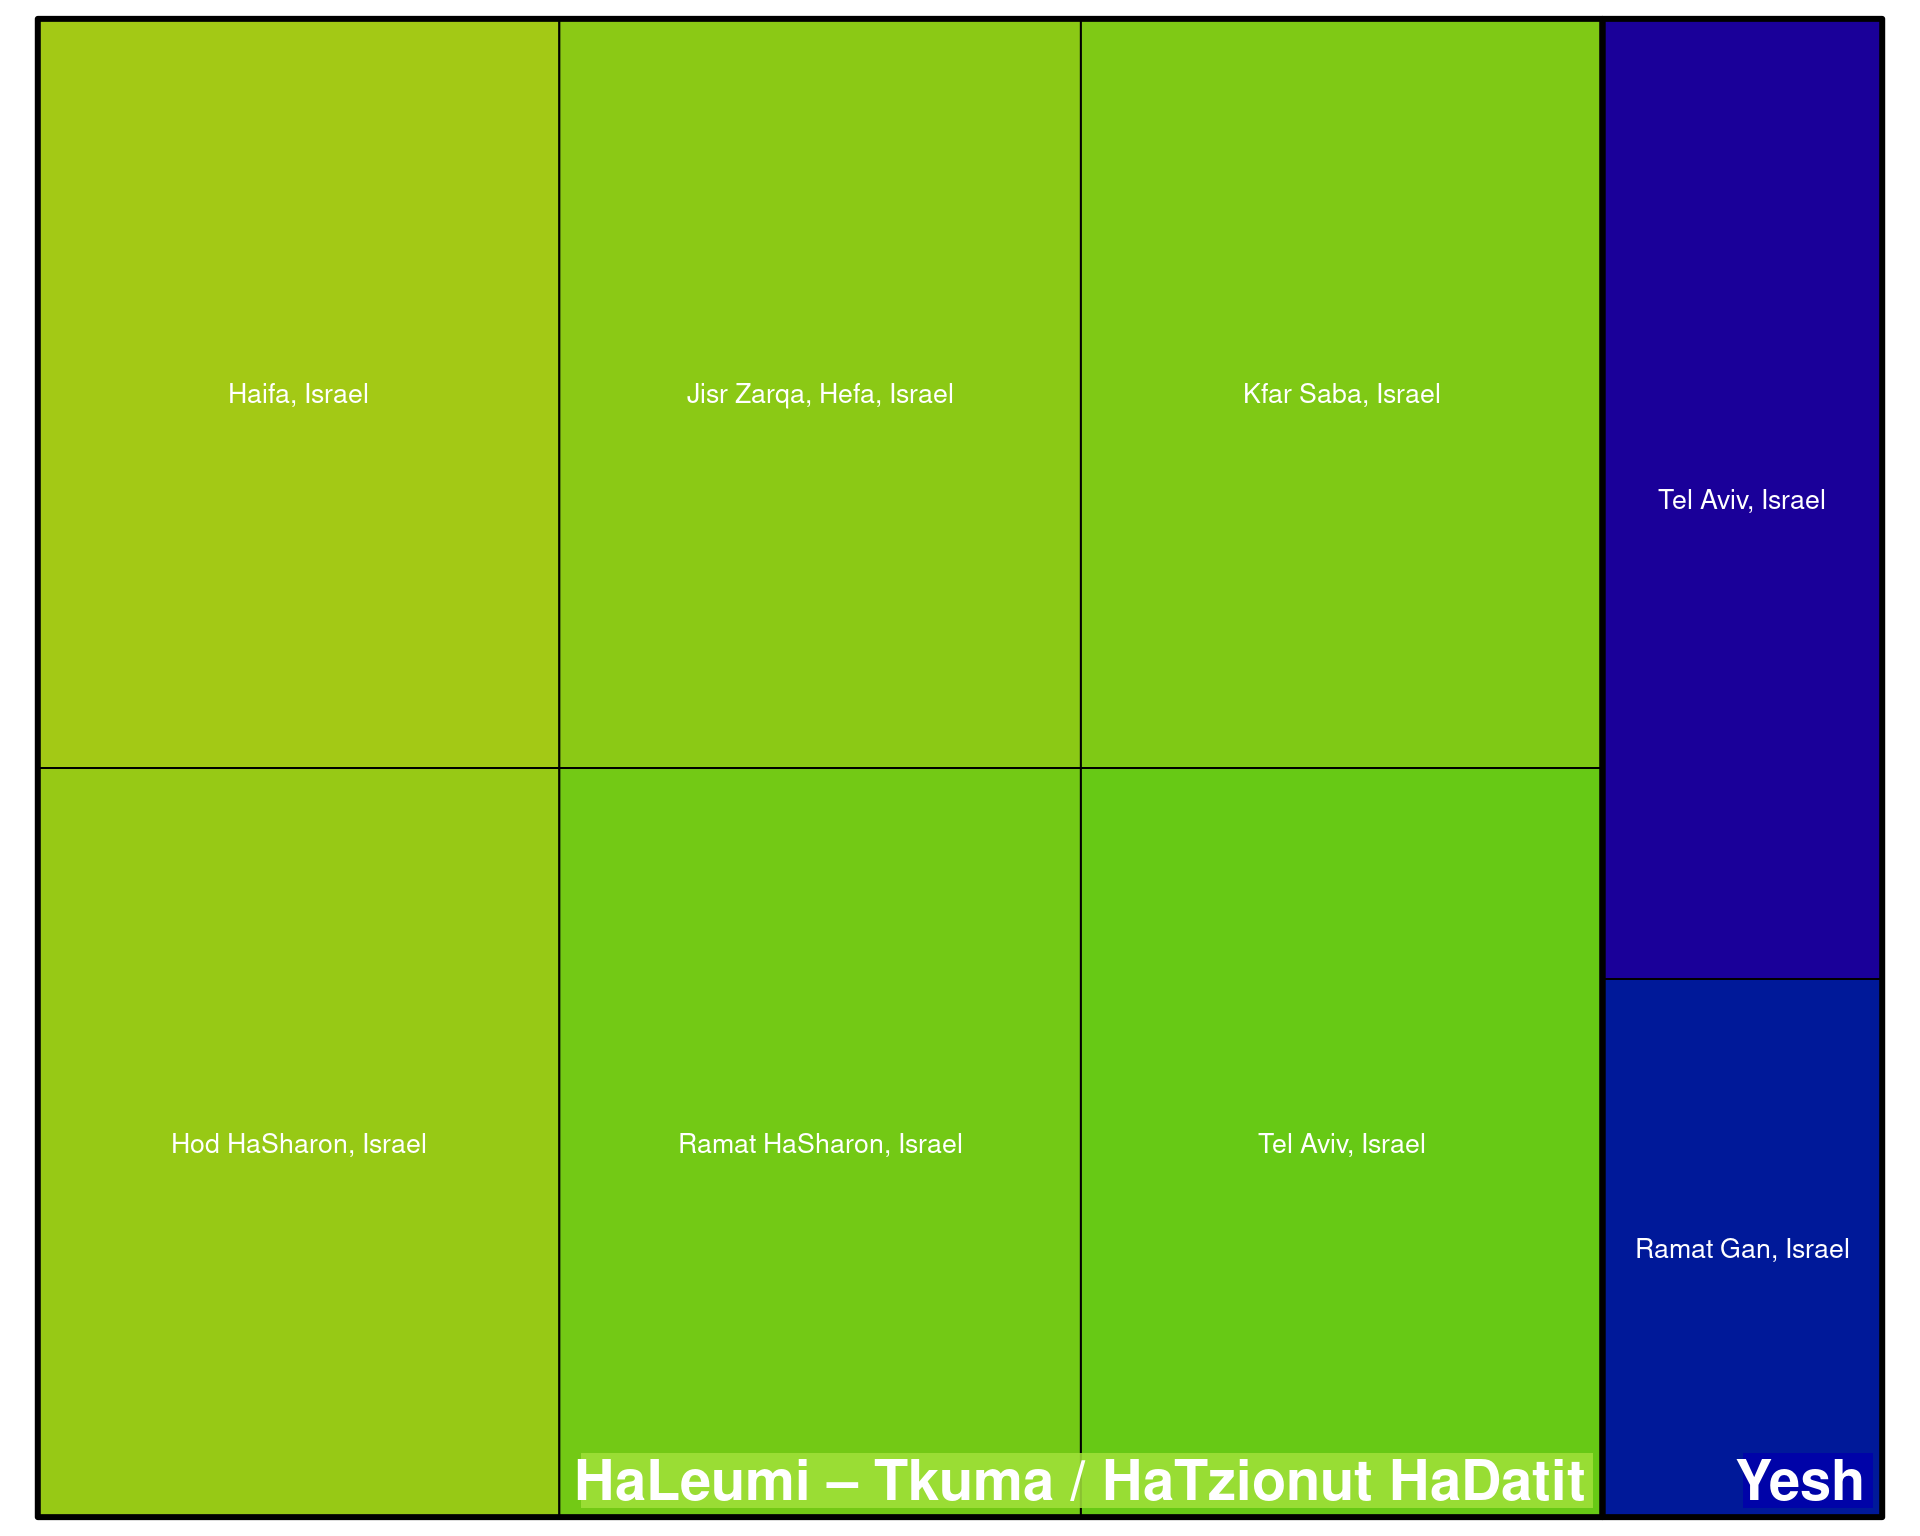 Haifa, Israel
Jisr Zarqa, Hefa, Israel
Kfar Saba, Israel
Tel Aviv, Israel
Hod HaSharon, Israel
Ramat HaSharon, Israel
Tel Aviv, Israel
Ramat Gan, Israel
HaLeumi – Tkuma / HaTzionut HaDatit
Yesh